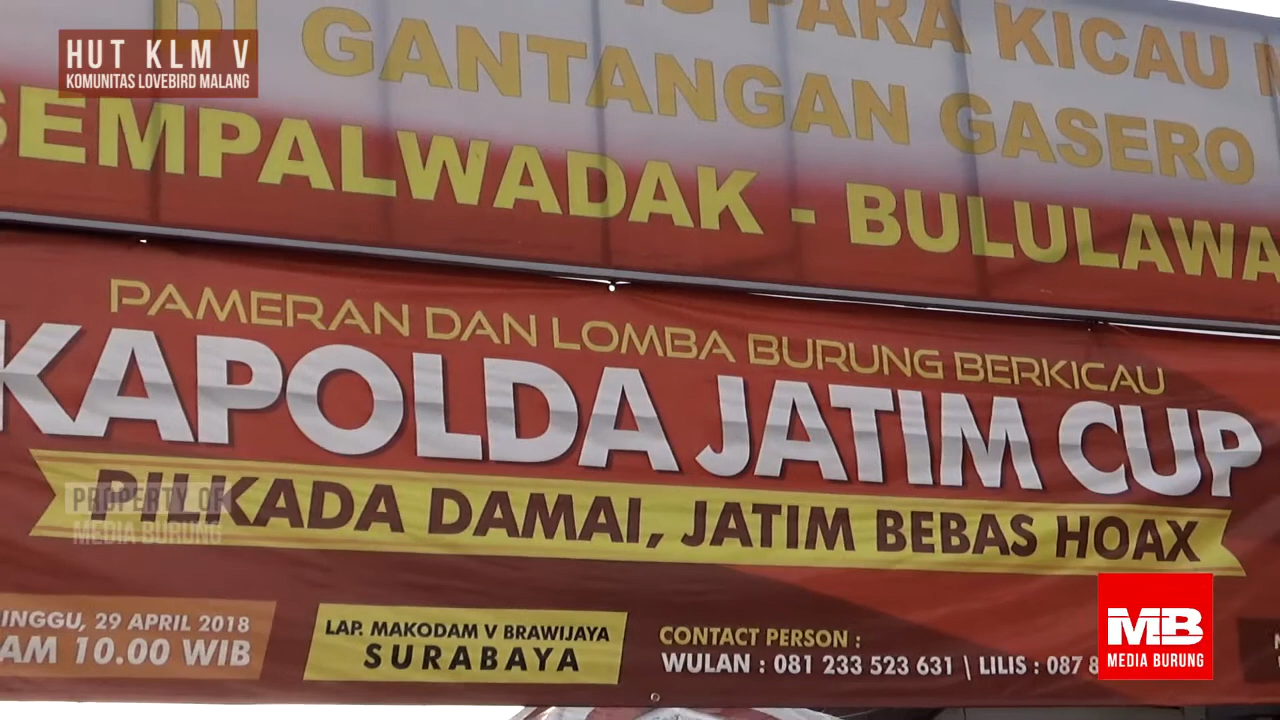 HUT KLM V
KOMUNITAS LOVEBIRD MALANG
PARA KICAU
DI GANTANGAN GASERO
SEMPALWADAK - BULULAWA
PAMERAN DAN LOMBA BURUNG BERKICAU
KAPOLDA JATIM CUP
PILKADA DAMAI, JATIM BEBAS HOAX
PROPERTY OF
MEDIA BURUNG
INGGU, 29 APRIL 2018
AM 10.00 WIB
LAP. MAKODAM V BRAWIJAYA
SURABAYA
CONTACT PERSON :
WULAN : 081 233 523 631 | LILIS : 087 8
MB
MEDIA BURUNG